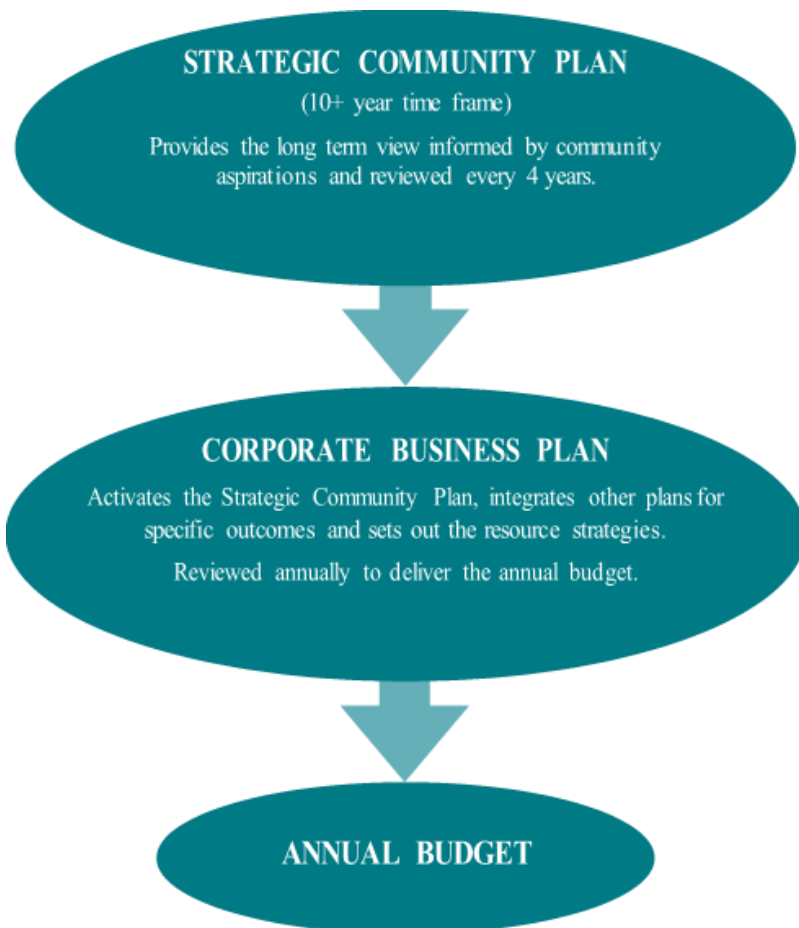 STRATEGIC COMMUNITY PLAN
(10+ year time frame)
Provides the long term view informed by community
aspirations and reviewed every 4 years.
CORPORATE BUSINESS PLAN
Activates the Strategic Community Plan, integrates other plans for
specific outcomes and sets out the resource strategies.
Reviewed annually to deliver the annual budget.
ANNUAL BUDGET